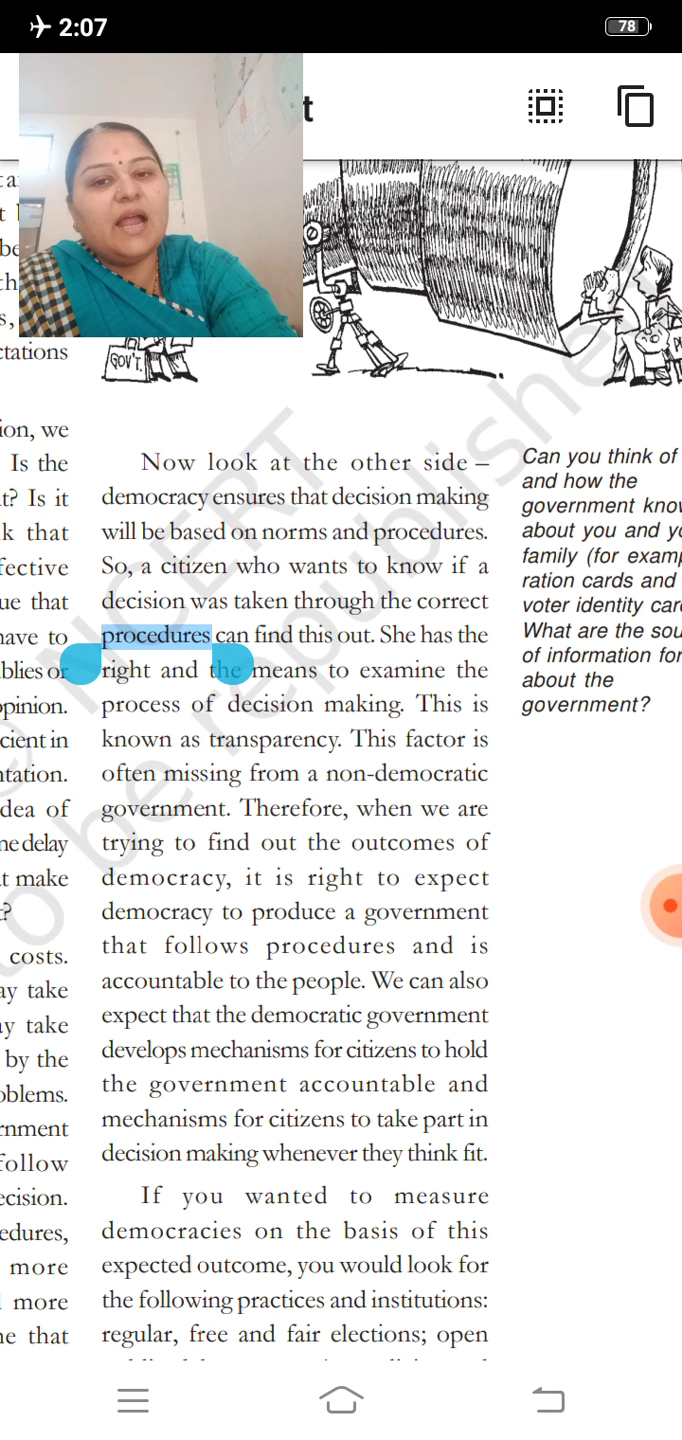 2:07
78
t
GOV'T.
ctations
ion, we
Is the
t? Is it
k that
fective
ue that
have to
blies or
opinion.
cient in
ntation.
dea of
ne delay
at make
?
costs.
ay take
ay take
by the
oblems.
rnment
follow
ecision.
edures,
more
more
ne that
Now look at the other side –
democracy ensures that decision making
will be based on norms and procedures.
So, a citizen who wants to know if a
decision was taken through the correct
procedures can find this out. She has the
right and the means to examine the
process of decision making. This is
known as transparency. This factor is
often missing from a non-democratic
government. Therefore, when we are
trying to find out the outcomes of
democracy, it is right to expect
democracy to produce a government
that follows procedures and is
accountable to the people. We can also
expect that the democratic government
develops mechanisms for citizens to hold
the government accountable and
mechanisms for citizens to take part in
decision making whenever they think fit.
If you wanted to measure
democracies on the basis of this
expected outcome, you would look for
the following practices and institutions:
regular, free and fair elections; open
Can you think of
and how the
government know
about you and yo
family (for examp
ration cards and
voter identity card
What are the sou
of information for
about the
government?
© NCERT
to be republished